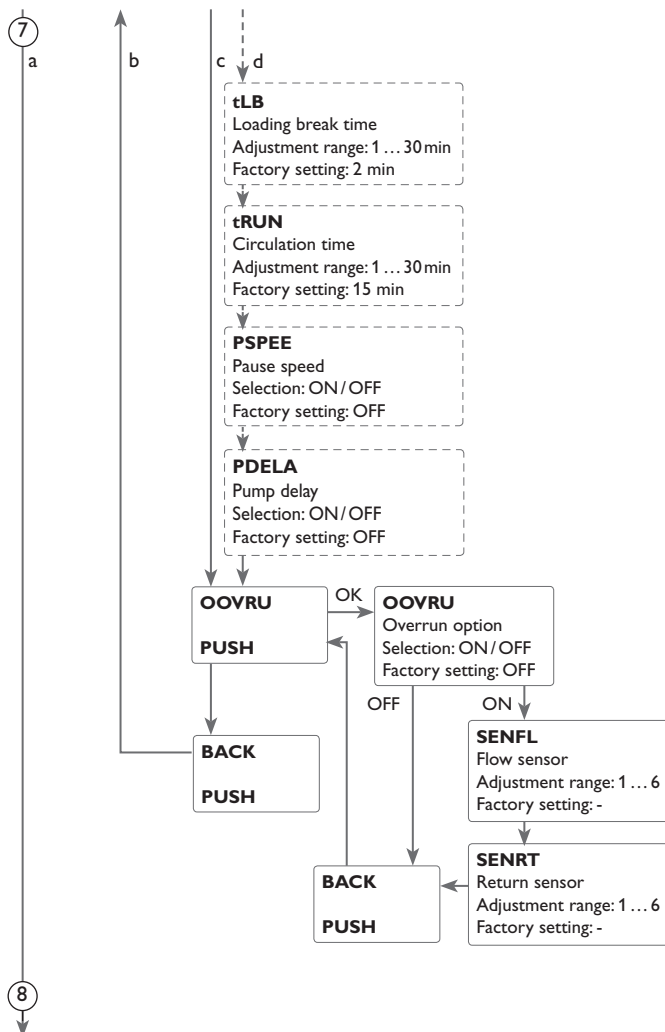 7
a
b
c
d
tLB
Loading break time
Adjustment range: 1 … 30 min
Factory setting: 2 min
tRUN
Circulation time
Adjustment range: 1 … 30 min
Factory setting: 15 min
PSPEE
Pause speed
Selection: ON / OFF
Factory setting: OFF
PDELA
Pump delay
Selection: ON / OFF
Factory setting: OFF
OOVRU
PUSH
OK
OOVRU
Overrun option
Selection: ON / OFF
Factory setting: OFF
OFF
ON
BACK
PUSH
SENFL
Flow sensor
Adjustment range: 1 … 6
Factory setting: -
SENRT
Return sensor
Adjustment range: 1 … 6
Factory setting: -
BACK
PUSH
8